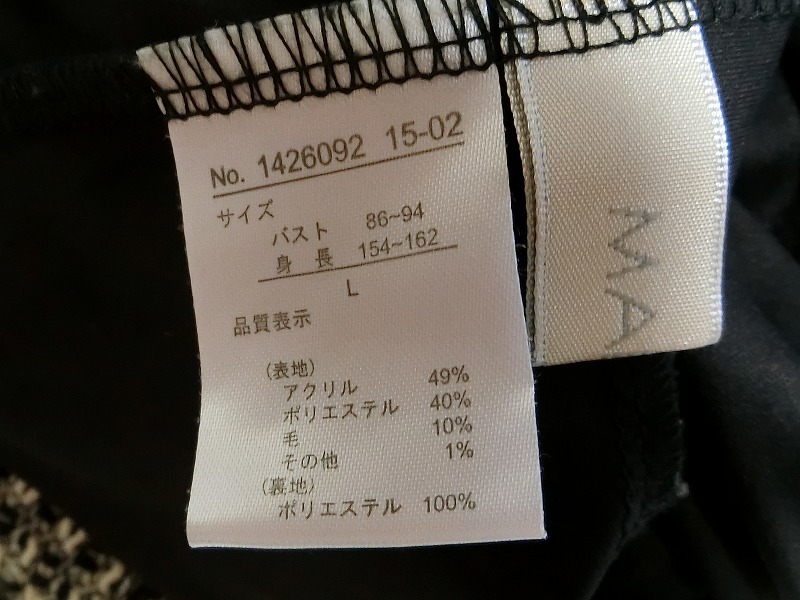 No. 1426092 15-02
サイズ
バスト 86~94
身長 154~162
L
品質表示
(表地)
アクリル 49%
ポリエステル 40%
毛 10%
その他 1%
(裏地)
ポリエステル 100%
MA